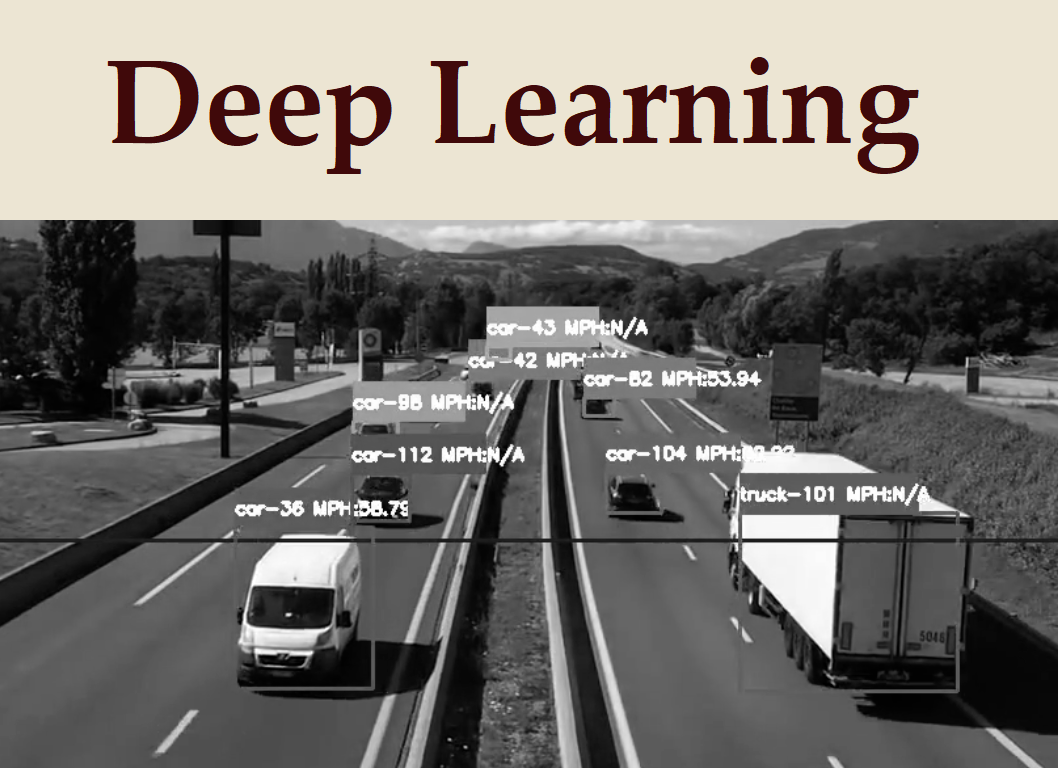 Deep Learning
car-43 MPH:N/A
car-42 MPH:N/A
car-82 MPH:53.94
car-98 MPH:N/A
car-112 MPH:N/A
car-104 MPH:
truck-101 MPH:N/A
car-36 MPH:58.79
5046